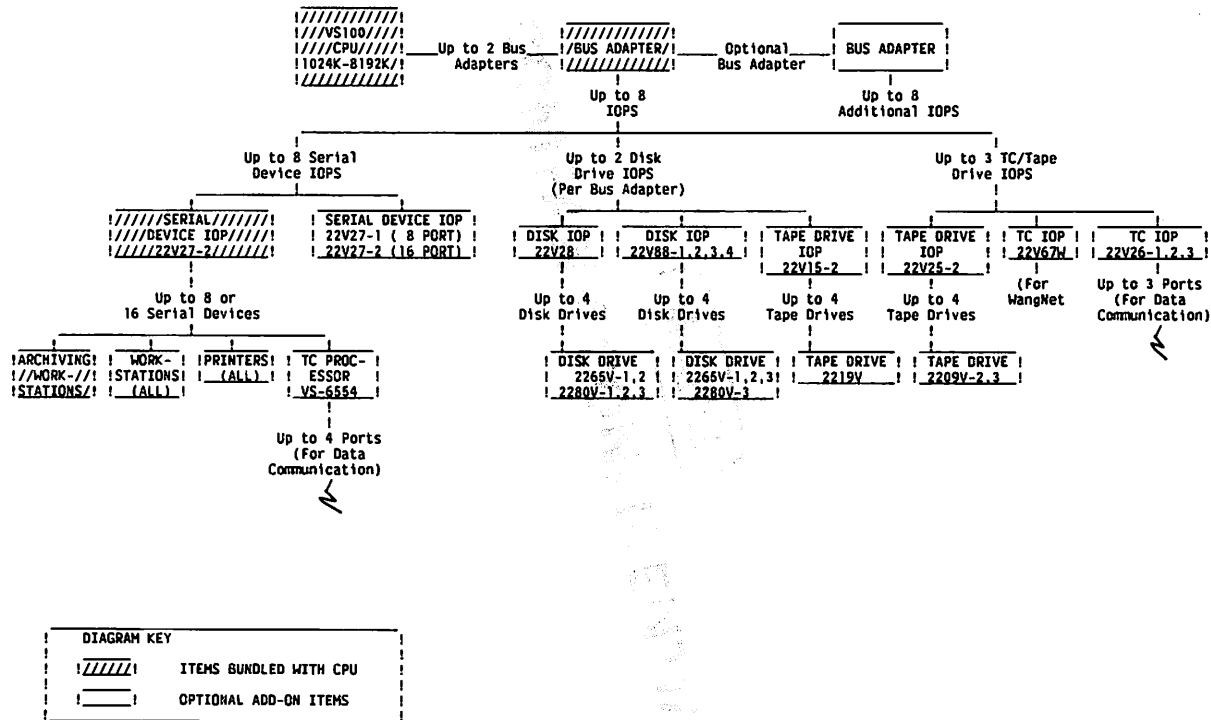 VS100
CPU
1024K-8192K
Up to 2 Bus
Adapters
BUS ADAPTER
Optional
Bus Adapter
BUS ADAPTER
Up to 8
IOPS
Up to 8
Additional IOPS
Up to 8 Serial
Device IOPS
Up to 2 Disk
Drive IOPS
(Per Bus Adapter)
Up to 3 TC/Tape
Drive IOPS
SERIAL
DEVICE IOP
22V27-2
SERIAL DEVICE IOP
22V27-1 ( 8 PORT)
22V27-2 (16 PORT)
DISK IOP
22V28
DISK IOP
22V88-1,2,3,4
TAPE DRIVE
IOP
22V15-2
TAPE DRIVE
IOP
22V25-2
TC IOP
22V67W
TC IOP
22V26-1,2,3
Up to 8 or
16 Serial Devices
Up to 4
Disk Drives
Up to 4
Disk Drives
Up to 4
Tape Drives
Up to 4
Tape Drives
(For
WangNet
Up to 3 Ports
(For Data
Communication)
ARCHIVING
WORK-
STATIONS
WORK-
STATIONS
(ALL)
PRINTERS
(ALL)
TC PROC-
ESSOR
VS-6554
DISK DRIVE
2265V-1,2
2280V-1,2,3
DISK DRIVE
2265V-1,2,3
2280V-3
TAPE DRIVE
2219V
TAPE DRIVE
2209V-2,3
Up to 4 Ports
(For Data
Communication)
DIAGRAM KEY
ITEMS BUNDLED WITH CPU
OPTIONAL ADD-ON ITEMS